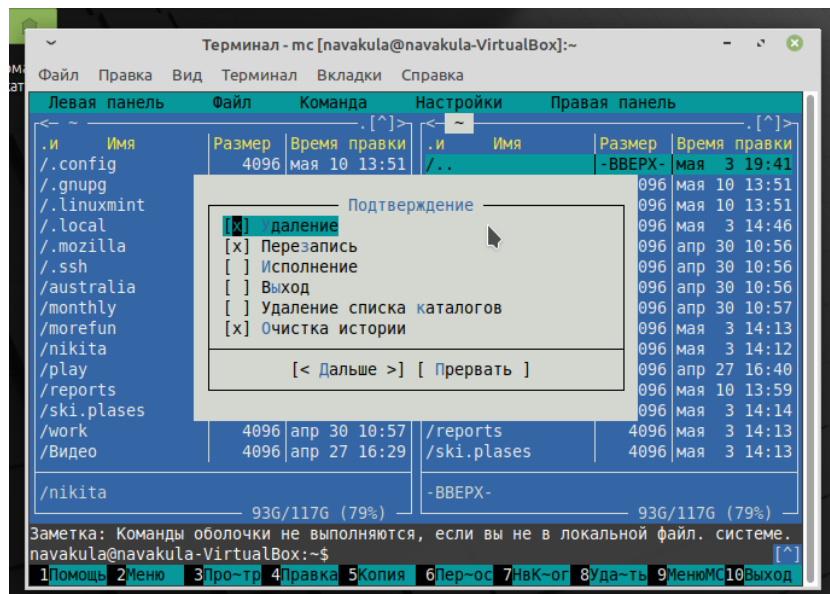 Терминал - mc [navakula@navakula-VirtualBox]:~
Файл Правка Вид Терминал Вкладки Справка
Левая панель Файл Команда Настройки Правая панель
<— ~ .[^]> <— ~ .[^]>
.и Имя Размер Время правки .и Имя Размер Время правки
/.config 4096 мая 10 13:51 /.. -ВВЕРХ- мая 3 19:41
/.gnupg 096 мая 10 13:51
/.linuxmint 096 мая 10 13:51
/.local 096 мая 3 14:46
/.mozilla 096 апр 30 10:56
/.ssh 096 апр 30 10:56
/australia 096 апр 30 10:56
/monthly 096 апр 30 10:57
/morefun 096 мая 3 14:13
/nikita 096 мая 3 14:12
/play 096 апр 27 16:40
/reports 096 мая 10 13:59
/ski.plases 096 мая 3 14:14
/work 4096 апр 30 10:57 /reports 4096 мая 3 14:13
/Видео 4096 апр 27 16:29 /ski.plases 4096 мая 3 14:13
Подтверждение
[x] Удаление
[x] Перезапись
[ ] Исполнение
[ ] Выход
[ ] Удаление списка каталогов
[x] Очистка истории
[< Дальше >] [ Прервать ]
/nikita -ВВЕРХ-
93G/117G (79%) 93G/117G (79%)
Заметка: Команды оболочки не выполняются, если вы не в локальной файл. системе.
navakula@navakula-VirtualBox:~$ [^]
1Помощь 2Меню 3Про~тр 4Правка 5Копия 6Пер~ос 7НвК~ог 8Уда~ть 9МенюМС 10Выход